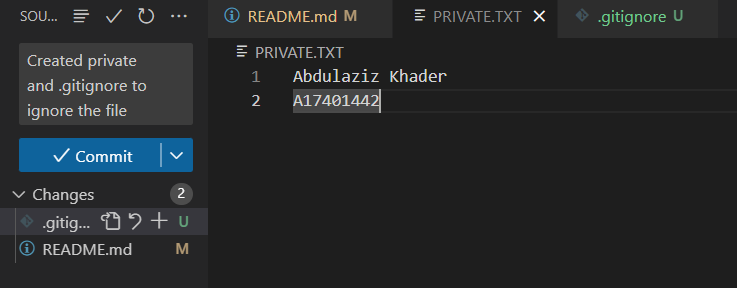 SOU...
README.md M
PRIVATE.TXT
.gitignore U
Created private
and .gitignore to
ignore the file
Commit
Changes 2
.gitig... U
README.md M
PRIVATE.TXT
1 Abdulaziz Khader
2 A17401442